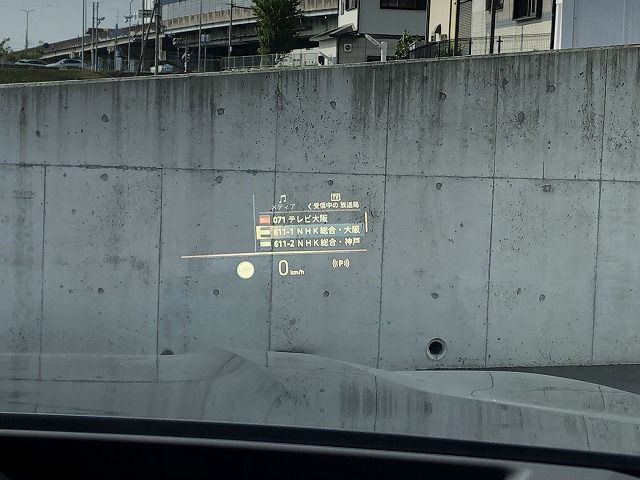 メディア
受信中の放送局
071 テレビ大阪
611-1 NHK総合・大阪
611-2 NHK総合・神戸
0 km/h
((P))